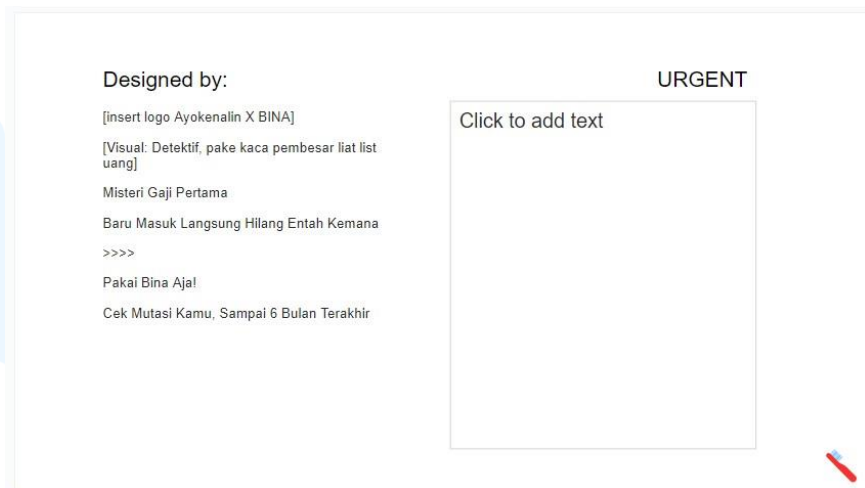 Designed by:
[insert logo Ayokenalin X BINA]
[Visual: Detektif, pake kaca pembesar liat list
uang]
Misteri Gaji Pertama
Baru Masuk Langsung Hilang Entah Kemana
>>>>
Pakai Bina Aja!
Cek Mutasi Kamu, Sampai 6 Bulan Terakhir
URGENT
Click to add text